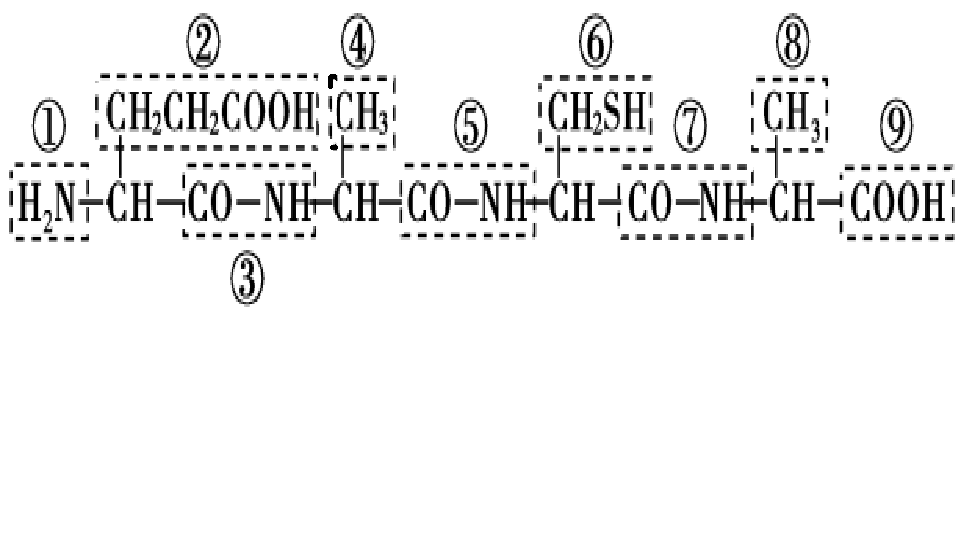 ② ④ ⑥ ⑧
① CH₂CH₂COOH CH₃ ⑤ CH₂SH ⑦ CH₃ ⑨
H₂N—CH—CO—NH—CH—CO—NH—CH—CO—NH—CH—COOH
③